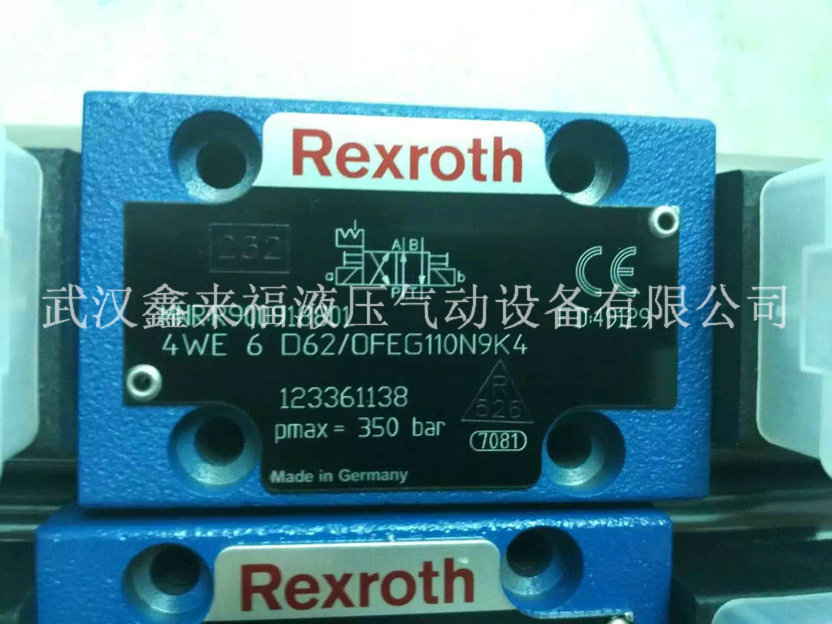 Rexroth
232
A B
a b
P T
武汉鑫来福液压气动设备有限公司
4WE 6 D62/OFEG110N9K4
123361138
R
526
pmax = 350 bar
7081
CE
Made in Germany
Rexroth